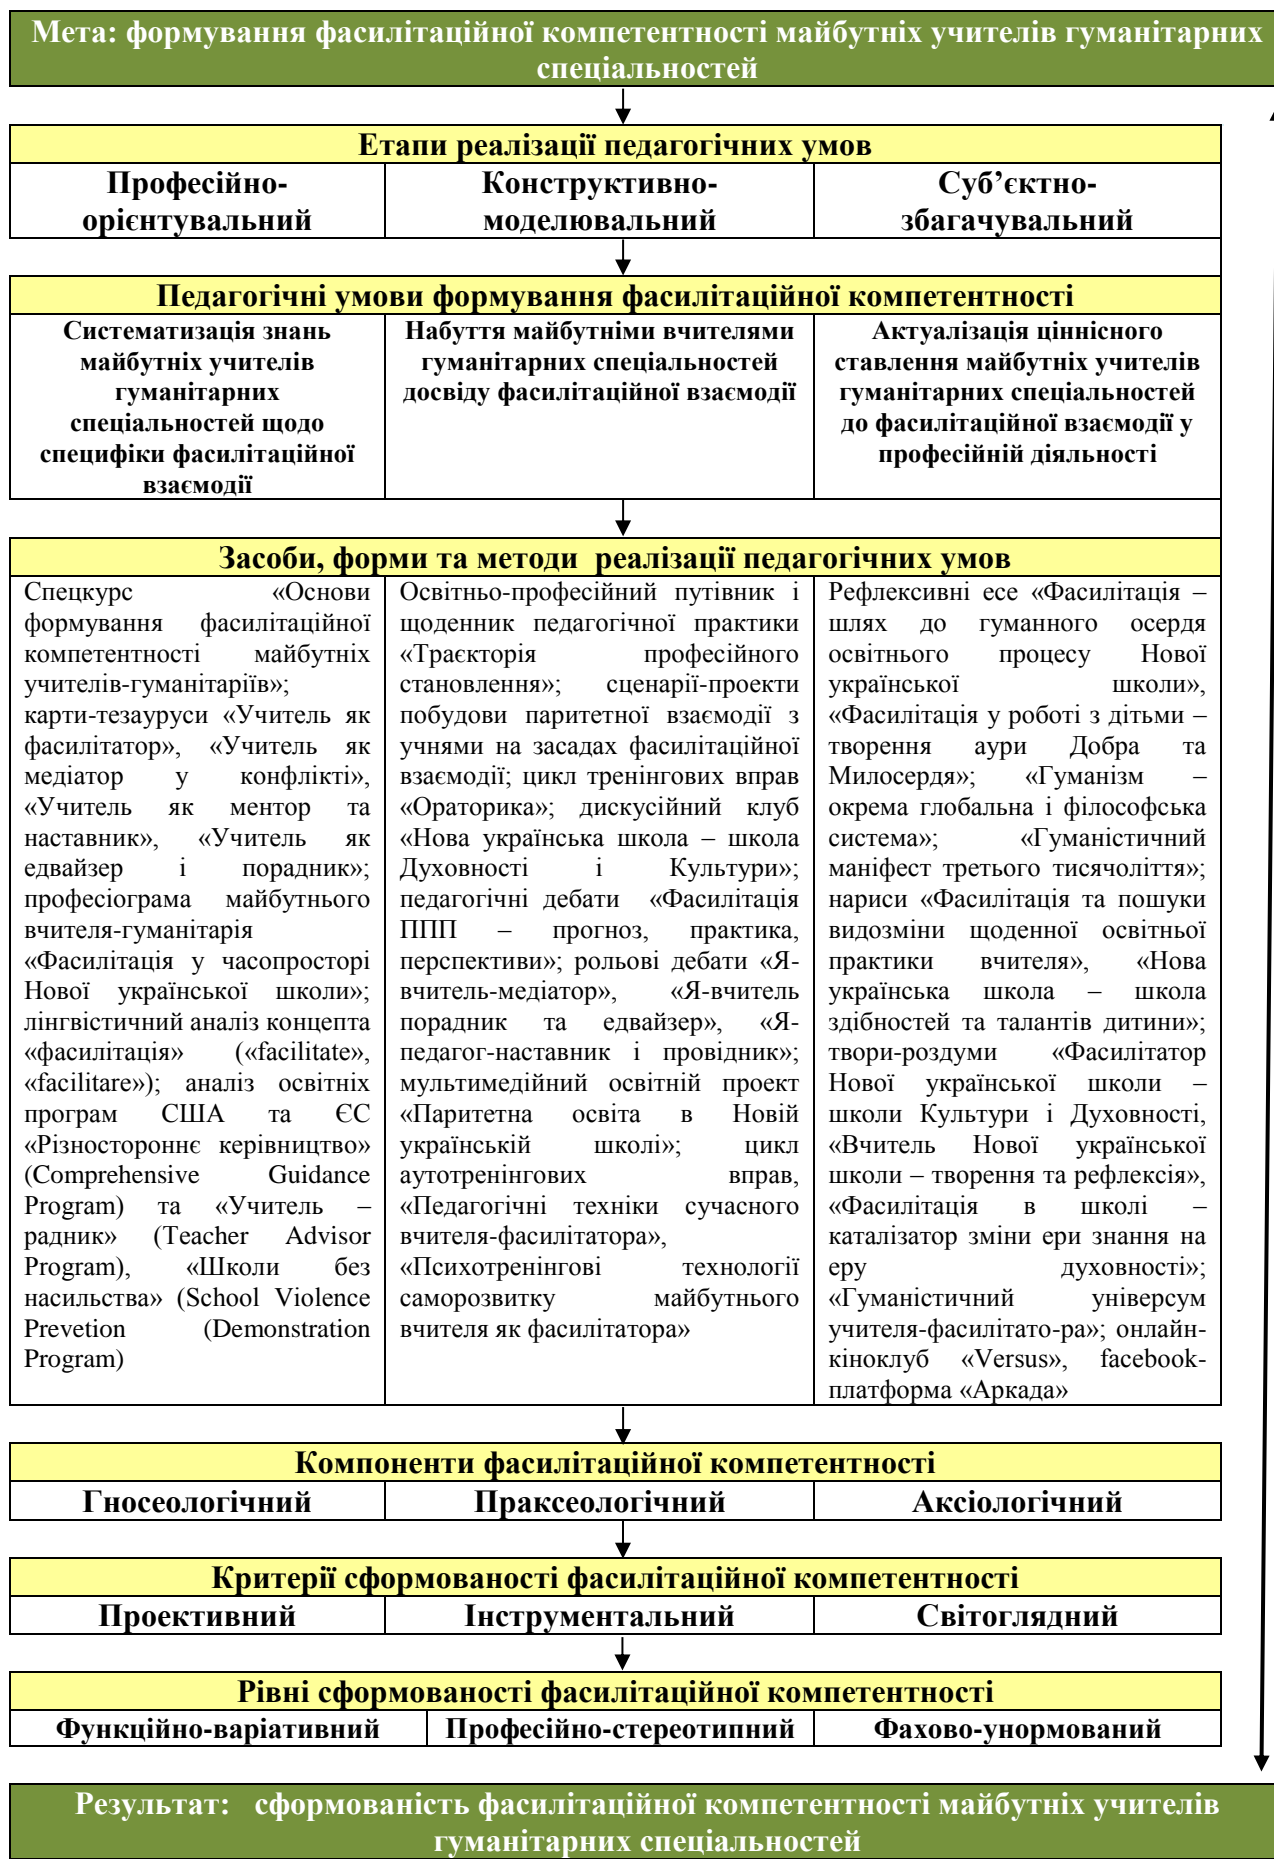 Мета: формування фасилітаційної компетентності майбутніх учителів гуманітарних
спеціальностей
Етапи реалізації педагогічних умов
Професійно-
орієнтувальний
Конструктивно-
моделювальний
Суб’єктно-
збагачувальний
Педагогічні умови формування фасилітаційної компетентності
Систематизація знань
майбутніх учителів
гуманітарних
спеціальностей щодо
специфіки фасилітаційної
взаємодії
Набуття майбутніми вчителями
гуманітарних спеціальностей
досвіду фасилітаційної взаємодії
Актуалізація ціннісного
ставлення майбутніх учителів
гуманітарних спеціальностей
до фасилітаційної взаємодії у
професійній діяльності
Засоби, форми та методи реалізації педагогічних умов
Спецкурс «Основи
формування фасилітаційної
компетентності майбутніх
учителів-гуманітаріїв»;
карти-тезауруси «Учитель як
фасилітатор», «Учитель як
медіатор у конфлікті»,
«Учитель як ментор та
наставник», «Учитель як
едвайзер і порадник»;
професіограма майбутнього
вчителя-гуманітарія
«Фасилітація у часопросторі
Нової української школи»;
лінгвістичний аналіз концепта
«фасилітація» («facilitate»,
«facilitare»); аналіз освітніх
програм США та ЄС
«Різностороннє керівництво»
(Comprehensive Guidance
Program) та «Учитель –
радник» (Teacher Advisor
Program), «Школи без
насильства» (School Violence
Prevetion (Demonstration
Program)
Освітньо-професійний путівник і
щоденник педагогічної практики
«Траєкторія професійного
становлення»; сценарії-проекти
побудови паритетної взаємодії з
учнями на засадах фасилітаційної
взаємодії; цикл тренінгових вправ
«Ораторика»; дискусійний клуб
«Нова українська школа – школа
Духовності і Культури»;
педагогічні дебати «Фасилітація
ППП – прогноз, практика,
перспективи»; рольові дебати «Я-
вчитель-медіатор», «Я-вчитель
порадник та едвайзер», «Я-
педагог-наставник і провідник»;
мультимедійний освітній проект
«Паритетна освіта в Новій
українській школі»; цикл
аутотренінгових вправ,
«Педагогічні техніки сучасного
вчителя-фасилітатора»,
«Психотренінгові технології
саморозвитку майбутнього
вчителя як фасилітатора»
Рефлексивні есе «Фасилітація –
шлях до гуманного осердя
освітнього процесу Нової
української школи»,
«Фасилітація у роботі з дітьми –
творення аури Добра та
Милосердя»; «Гуманізм –
окрема глобальна і філософська
система»; «Гуманістичний
маніфест третього тисячоліття»;
нариси «Фасилітація та пошуки
видозміни щоденної освітньої
практики вчителя», «Нова
українська школа – школа
здібностей та талантів дитини»;
твори-роздуми «Фасилітатор
Нової української школи –
школи Культури і Духовності,
«Вчитель Нової української
школи – творення та рефлексія»,
«Фасилітація в школі –
каталізатор зміни ери знання на
еру духовності»;
«Гуманістичний універсум
учителя-фасилітато-ра»; онлайн-
кіноклуб «Versus», facebook-
платформа «Аркада»
Компоненти фасилітаційної компетентності
Гносеологічний
Праксеологічний
Аксіологічний
Критерії сформованості фасилітаційної компетентності
Проективний
Інструментальний
Світоглядний
Рівні сформованості фасилітаційної компетентності
Функційно-варіативний
Професійно-стереотипний
Фахово-унормований
Результат: сформованість фасилітаційної компетентності майбутніх учителів
гуманітарних спеціальностей